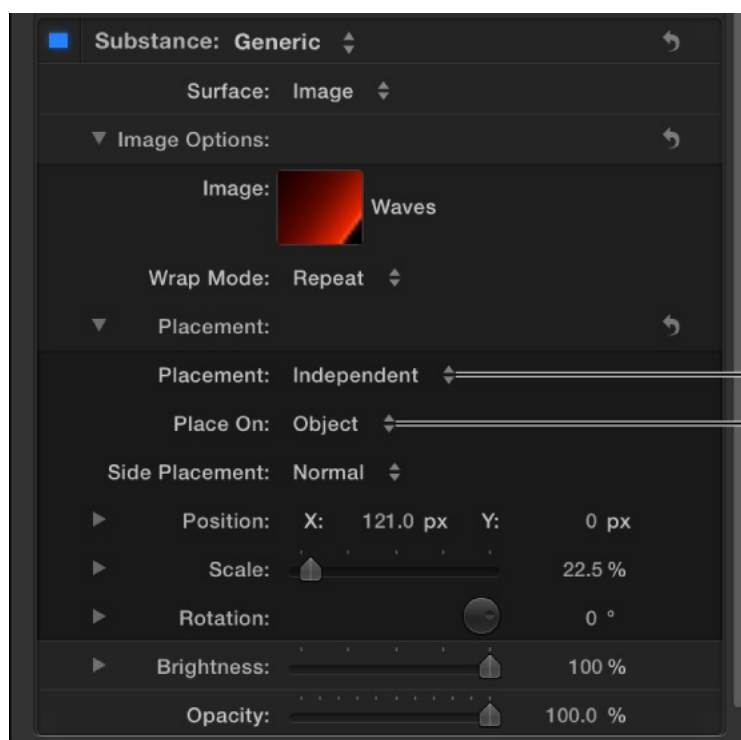 Substance: Generic
Surface: Image
Image Options:
Image: Waves
Wrap Mode: Repeat
Placement:
Placement: Independent
Place On: Object
Side Placement: Normal
Position: X: 121.0 px Y: 0 px
Scale: 22.5 %
Rotation: 0 °
Brightness: 100 %
Opacity: 100.0 %